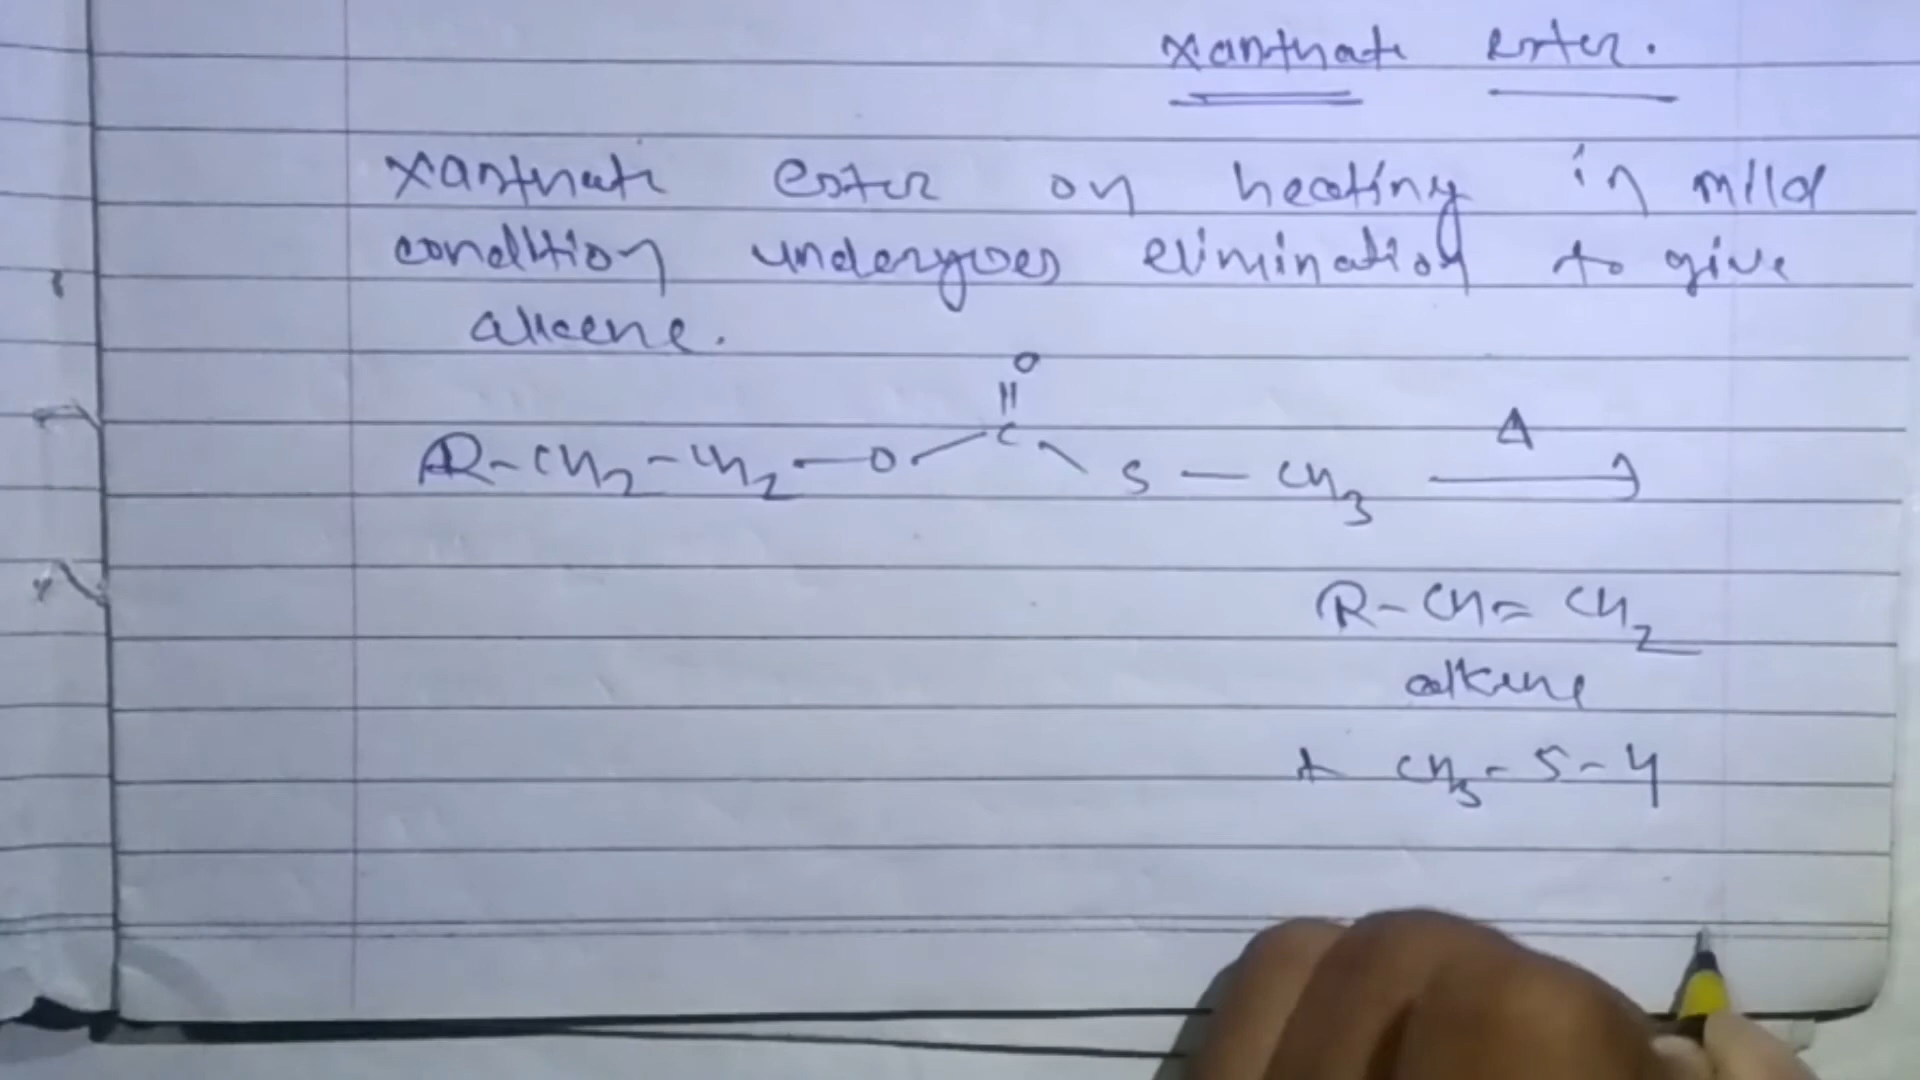 xanthate ester.
xanthate ester on heating in mild
condition undergoes elimination to give
alkene.
O
||
R-CH2-CH2-O-C-S-CH3 →
Δ
R-CH=CH2
alkene
+ CH3-S-H